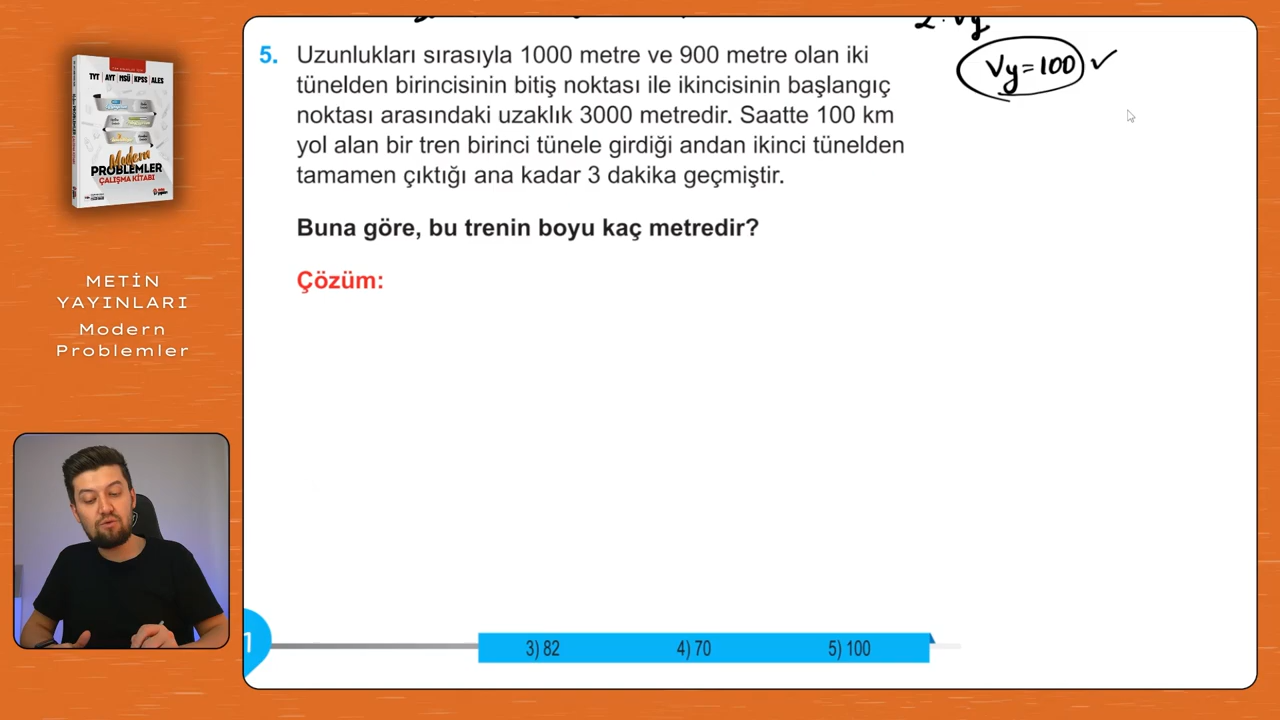 2 · Vy
Vy = 100 ✓
5. Uzunlukları sırasıyla 1000 metre ve 900 metre olan iki
tünelden birincisinin bitiş noktası ile ikincisinin başlangıç
noktası arasındaki uzaklık 3000 metredir. Saatte 100 km
yol alan bir tren birinci tünele girdiği andan ikinci tünelden
tamamen çıktığı ana kadar 3 dakika geçmiştir.
Buna göre, bu trenin boyu kaç metredir?
Çözüm:
TYT | AYT | MSÜ | KPSS | ALES
Modern
PROBLEMLER
ÇALIŞMA KİTABI
METİN
YAYINLARI
Modern
Problemler
1
3) 82 4) 70 5) 100